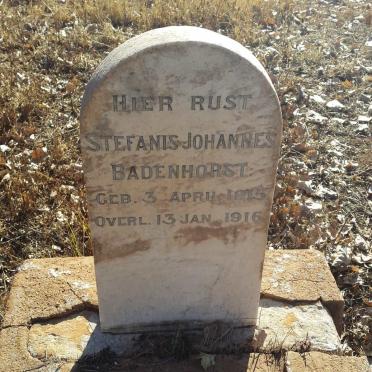 HIER RUST
STEFANIS JOHANNES
BADENHORST.
GEB. 3 APRIL 1915
OVERL. 13 JAN. 1916